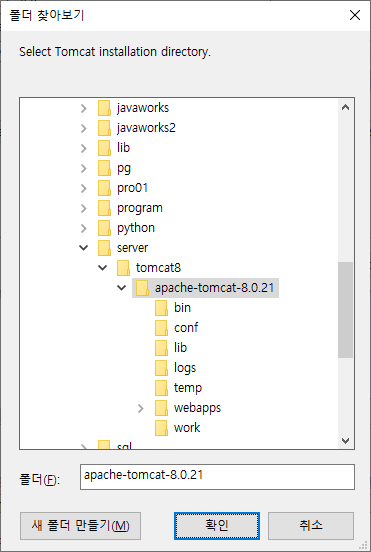 폴더 찾아보기
Select Tomcat installation directory.
javaworks
javaworks2
lib
pg
pro01
program
python
server
tomcat8
apache-tomcat-8.0.21
bin
conf
lib
logs
temp
webapps
work
sql
폴더(F): apache-tomcat-8.0.21
새 폴더 만들기(M) 확인 취소